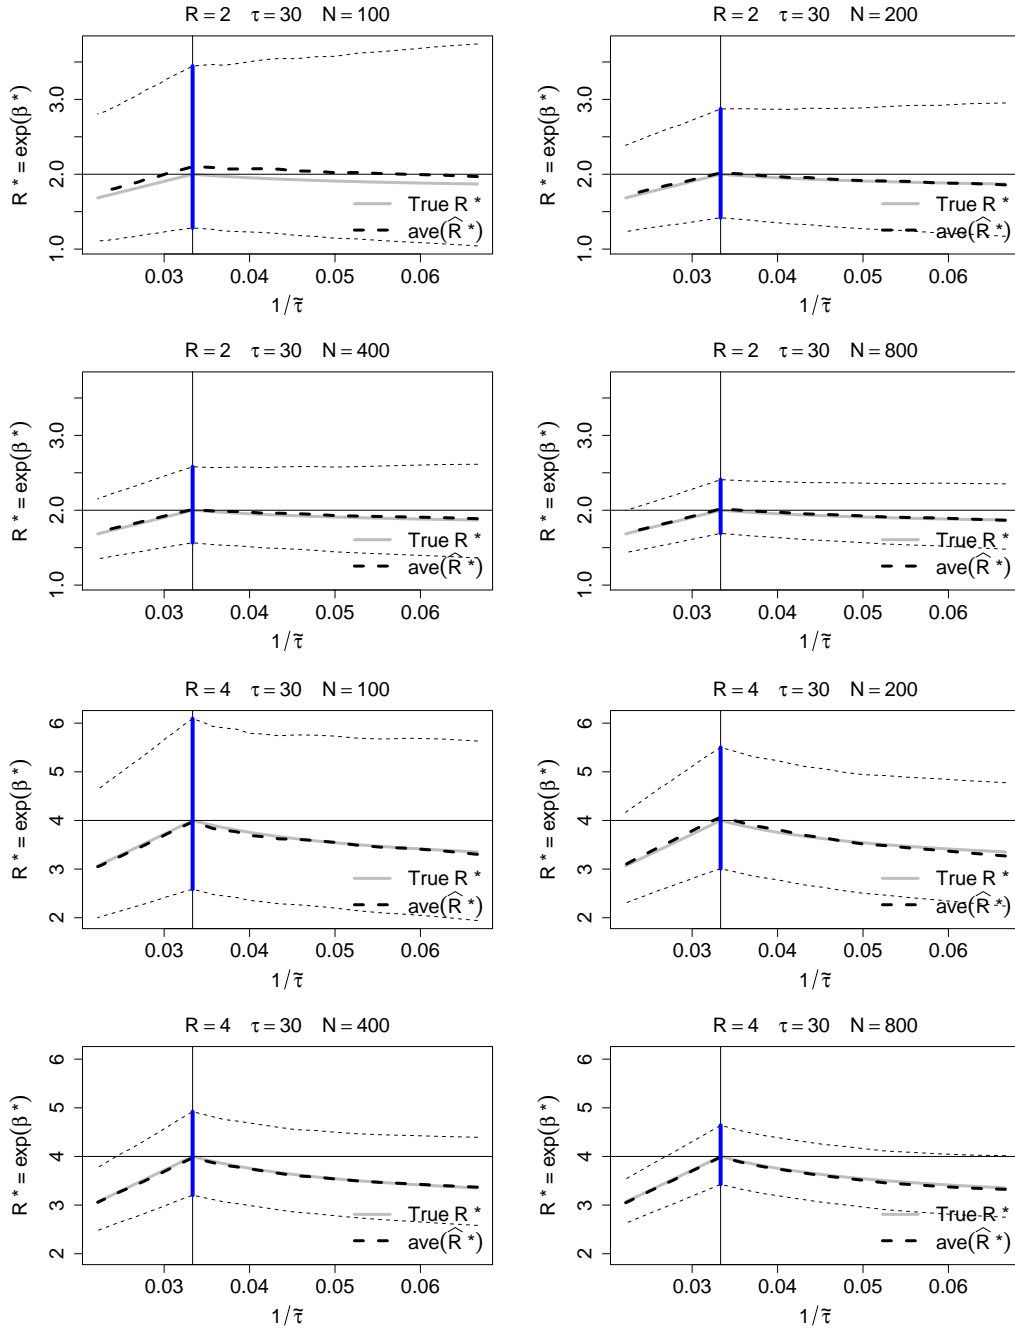 R = 2 τ = 30 N = 100
R * = exp(β *)
1.0 2.0 3.0
True R *
ave(R̂ *)
0.03 0.04 0.05 0.06
1/τ̃
R = 2 τ = 30 N = 200
R * = exp(β *)
1.0 2.0 3.0
True R *
ave(R̂ *)
0.03 0.04 0.05 0.06
1/τ̃
R = 2 τ = 30 N = 400
R * = exp(β *)
1.0 2.0 3.0
True R *
ave(R̂ *)
0.03 0.04 0.05 0.06
1/τ̃
R = 2 τ = 30 N = 800
R * = exp(β *)
1.0 2.0 3.0
True R *
ave(R̂ *)
0.03 0.04 0.05 0.06
1/τ̃
R = 4 τ = 30 N = 100
R * = exp(β *)
2 3 4 5 6
True R *
ave(R̂ *)
0.03 0.04 0.05 0.06
1/τ̃
R = 4 τ = 30 N = 200
R * = exp(β *)
2 3 4 5 6
True R *
ave(R̂ *)
0.03 0.04 0.05 0.06
1/τ̃
R = 4 τ = 30 N = 400
R * = exp(β *)
2 3 4 5 6
True R *
ave(R̂ *)
0.03 0.04 0.05 0.06
1/τ̃
R = 4 τ = 30 N = 800
R * = exp(β *)
2 3 4 5 6
True R *
ave(R̂ *)
0.03 0.04 0.05 0.06
1/τ̃